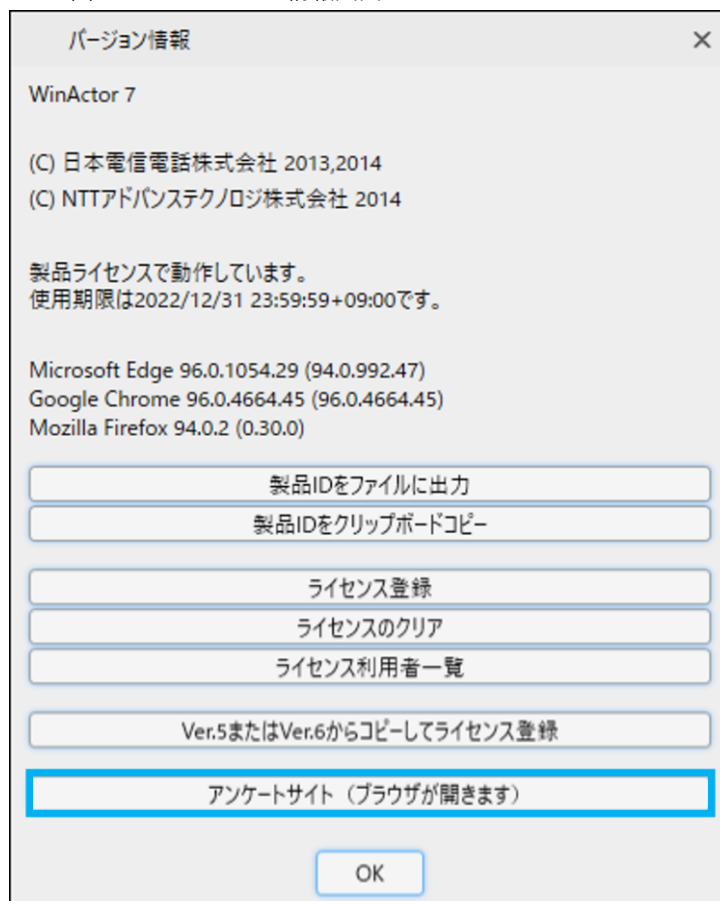 バージョン情報
WinActor 7
(C) 日本電信電話株式会社 2013,2014
(C) NTTアドバンステクノロジ株式会社 2014
製品ライセンスで動作しています。
使用期限は2022/12/31 23:59:59+09:00です。
Microsoft Edge 96.0.1054.29 (94.0.992.47)
Google Chrome 96.0.4664.45 (96.0.4664.45)
Mozilla Firefox 94.0.2 (0.30.0)
製品IDをファイルに出力
製品IDをクリップボードコピー
ライセンス登録
ライセンスのクリア
ライセンス利用者一覧
Ver.5またはVer.6からコピーしてライセンス登録
アンケートサイト（ブラウザが開きます）
OK